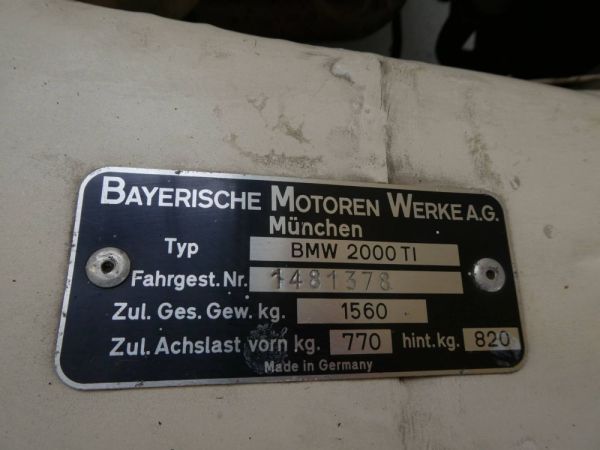 BAYERISCHE MOTOREN WERKE A.G.
München
Typ BMW 2000 TI
Fahrgest. Nr. 1481378
Zul. Ges. Gew. kg. 1560
Zul. Achslast vorn kg. 770 hint. kg. 820
Made in Germany